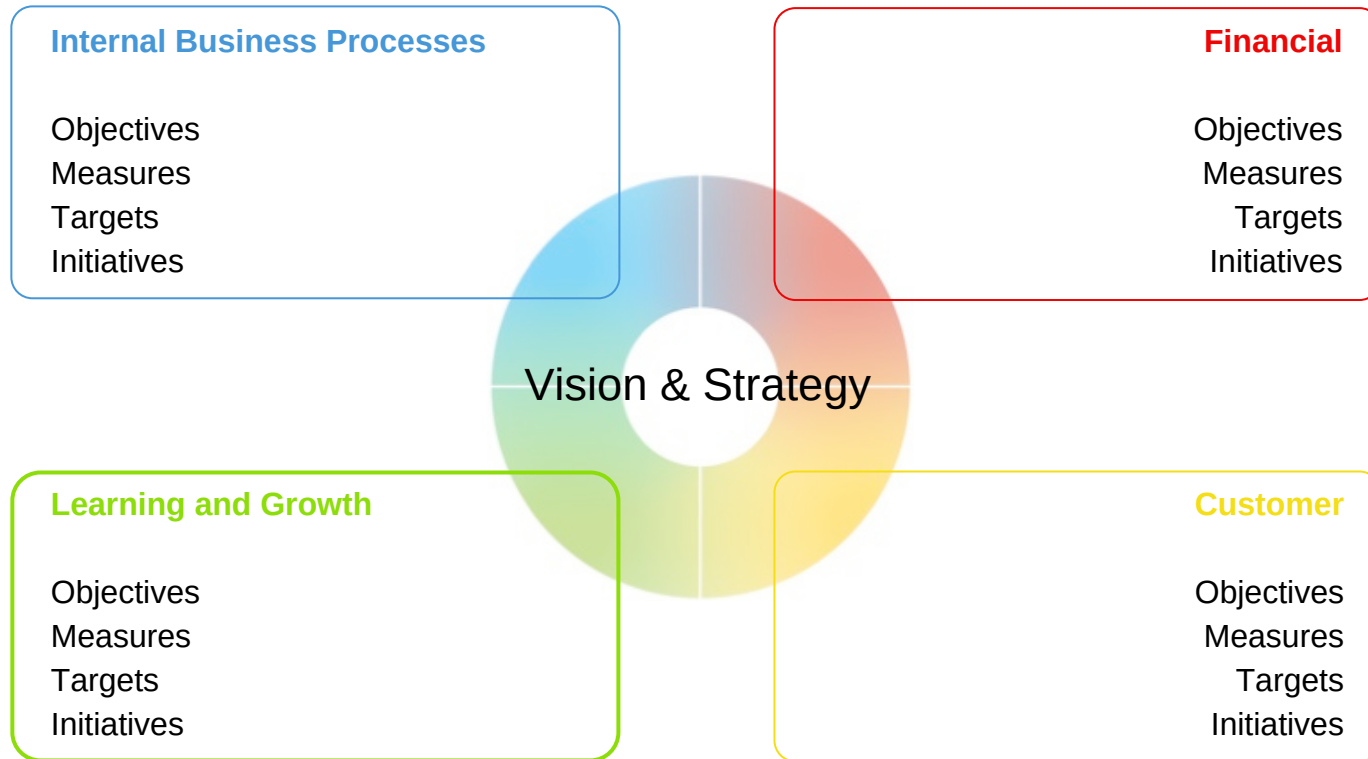 Internal Business Processes
Objectives
Measures
Targets
Initiatives
Financial
Objectives
Measures
Targets
Initiatives
Vision & Strategy
Learning and Growth
Objectives
Measures
Targets
Initiatives
Customer
Objectives
Measures
Targets
Initiatives